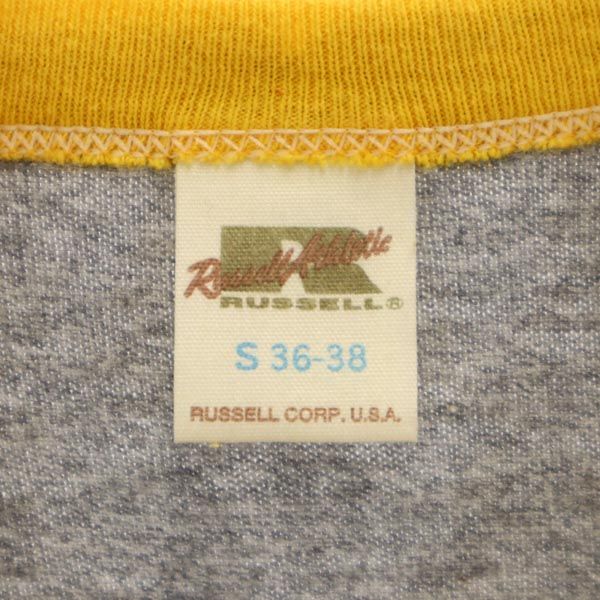 Russell Athletic
RUSSELL®
S 36-38
RUSSELL CORP. U.S.A.